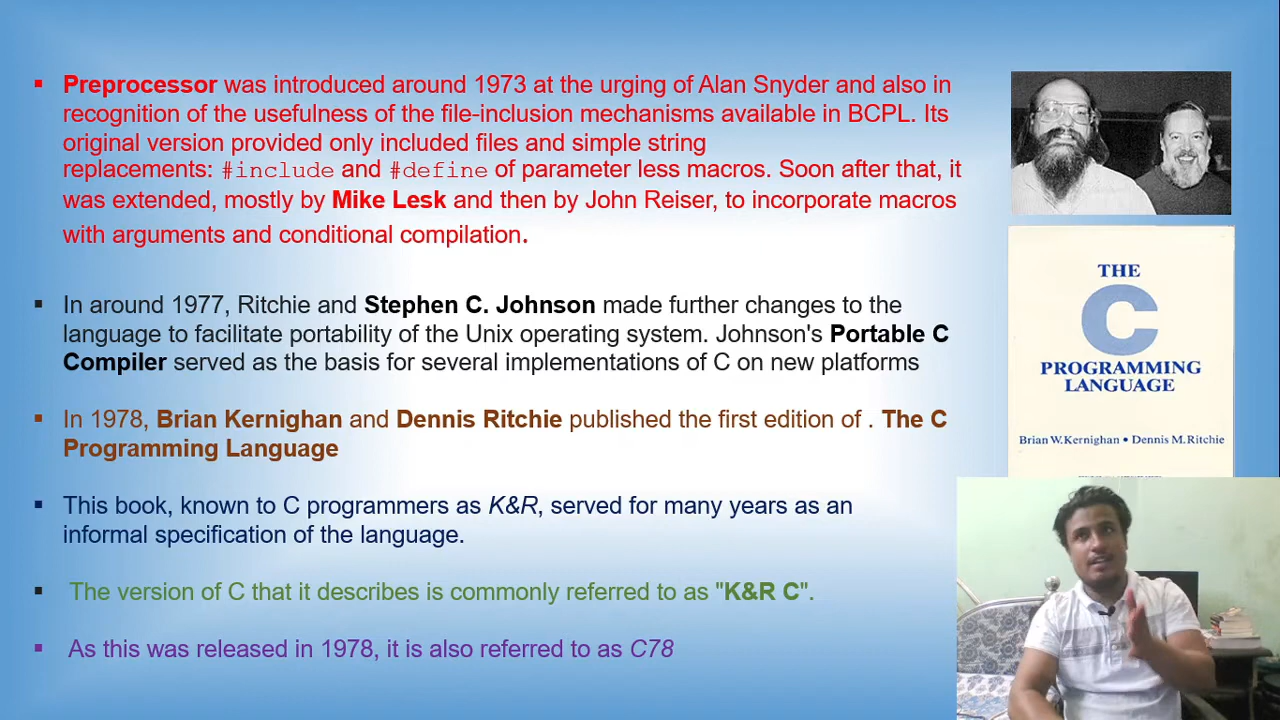 Preprocessor was introduced around 1973 at the urging of Alan Snyder and also in
recognition of the usefulness of the file-inclusion mechanisms available in BCPL. Its
original version provided only included files and simple string
replacements: #include and #define of parameter less macros. Soon after that, it
was extended, mostly by Mike Lesk and then by John Reiser, to incorporate macros
with arguments and conditional compilation.
In around 1977, Ritchie and Stephen C. Johnson made further changes to the
language to facilitate portability of the Unix operating system. Johnson's Portable C
Compiler served as the basis for several implementations of C on new platforms
In 1978, Brian Kernighan and Dennis Ritchie published the first edition of . The C
Programming Language
This book, known to C programmers as K&R, served for many years as an
informal specification of the language.
The version of C that it describes is commonly referred to as "K&R C".
As this was released in 1978, it is also referred to as C78
THE
C
PROGRAMMING
LANGUAGE
Brian W. Kernighan • Dennis M. Ritchie